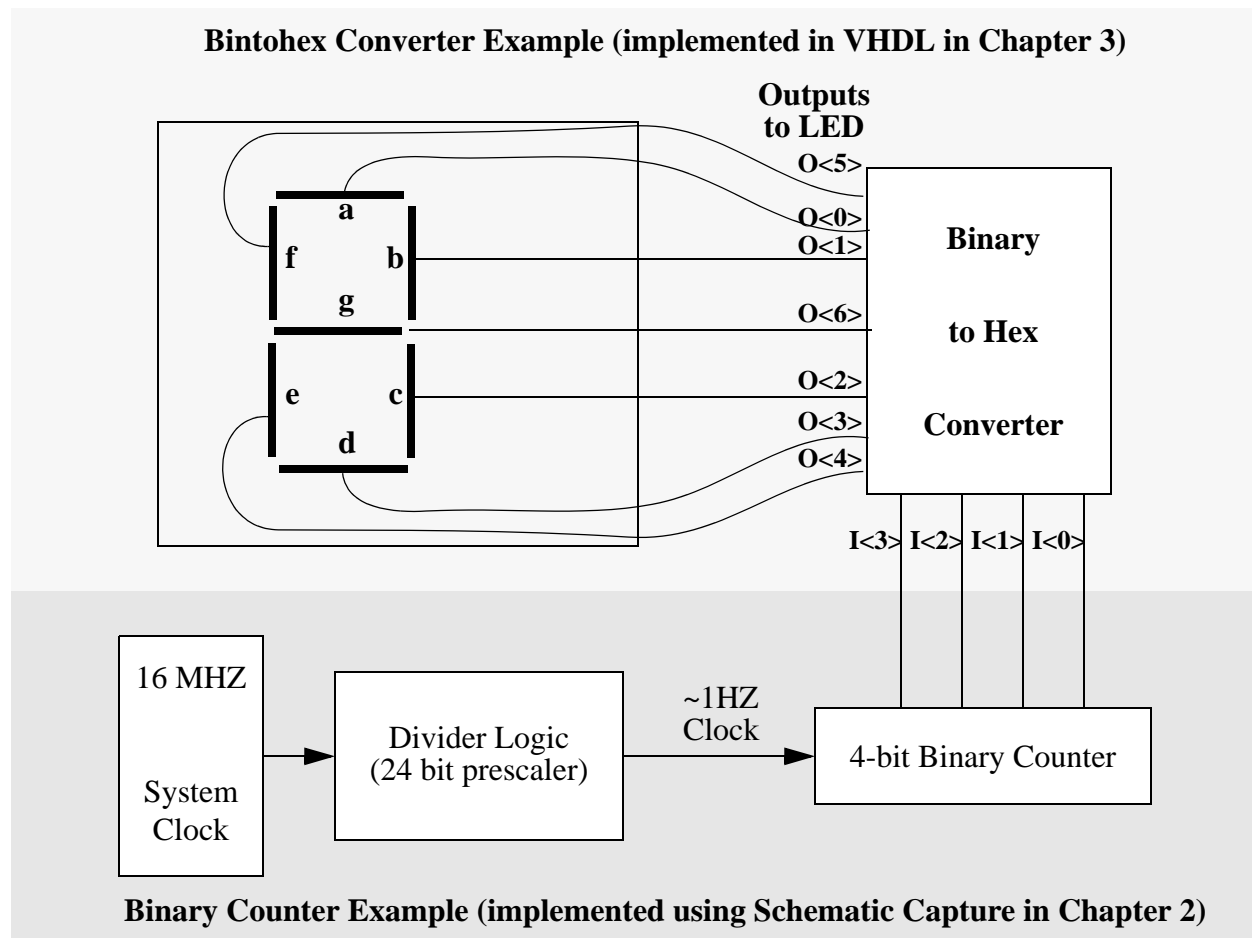 Bintohex Converter Example (implemented in VHDL in Chapter 3)
Outputs
to LED
O<5>
a
O<0>
O<1>
f
b
Binary
g
O<6>
to Hex
O<2>
e
c
O<3>
Converter
d
O<4>
I<3>
I<2>
I<1>
I<0>
16 MHZ
System
Clock
Divider Logic
(24 bit prescaler)
~1HZ
Clock
4-bit Binary Counter
Binary Counter Example (implemented using Schematic Capture in Chapter 2)